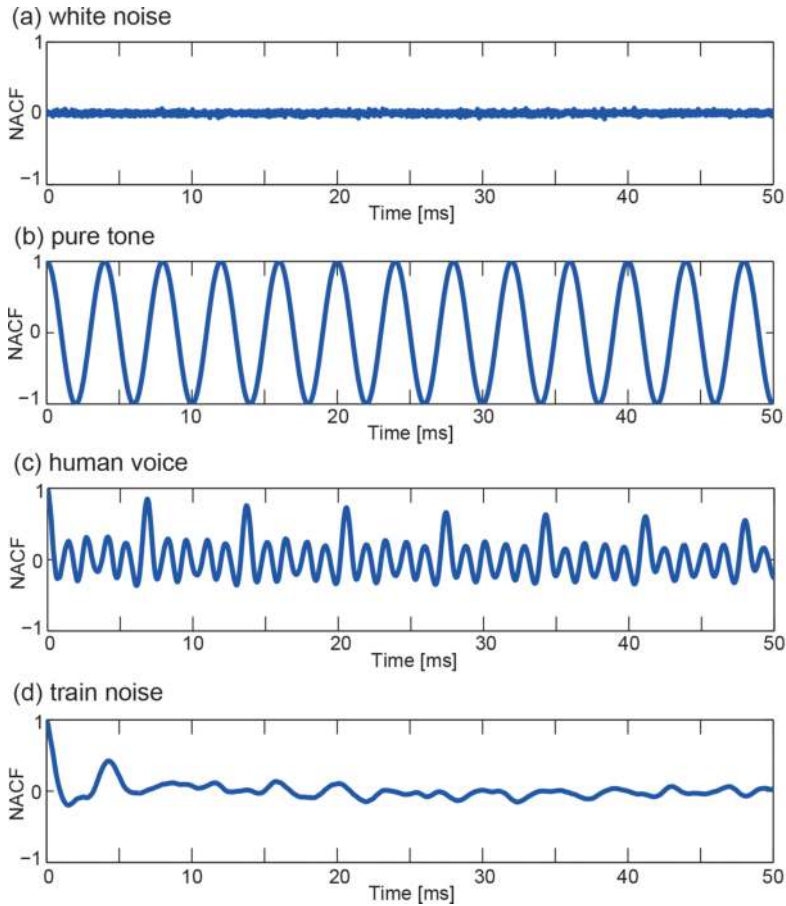 (a) white noise
1
NACF
0
−1
0 10 20 30 40 50
Time [ms]
(b) pure tone
1
NACF
0
−1
0 10 20 30 40 50
Time [ms]
(c) human voice
1
NACF
0
−1
0 10 20 30 40 50
Time [ms]
(d) train noise
1
NACF
0
−1
0 10 20 30 40 50
Time [ms]